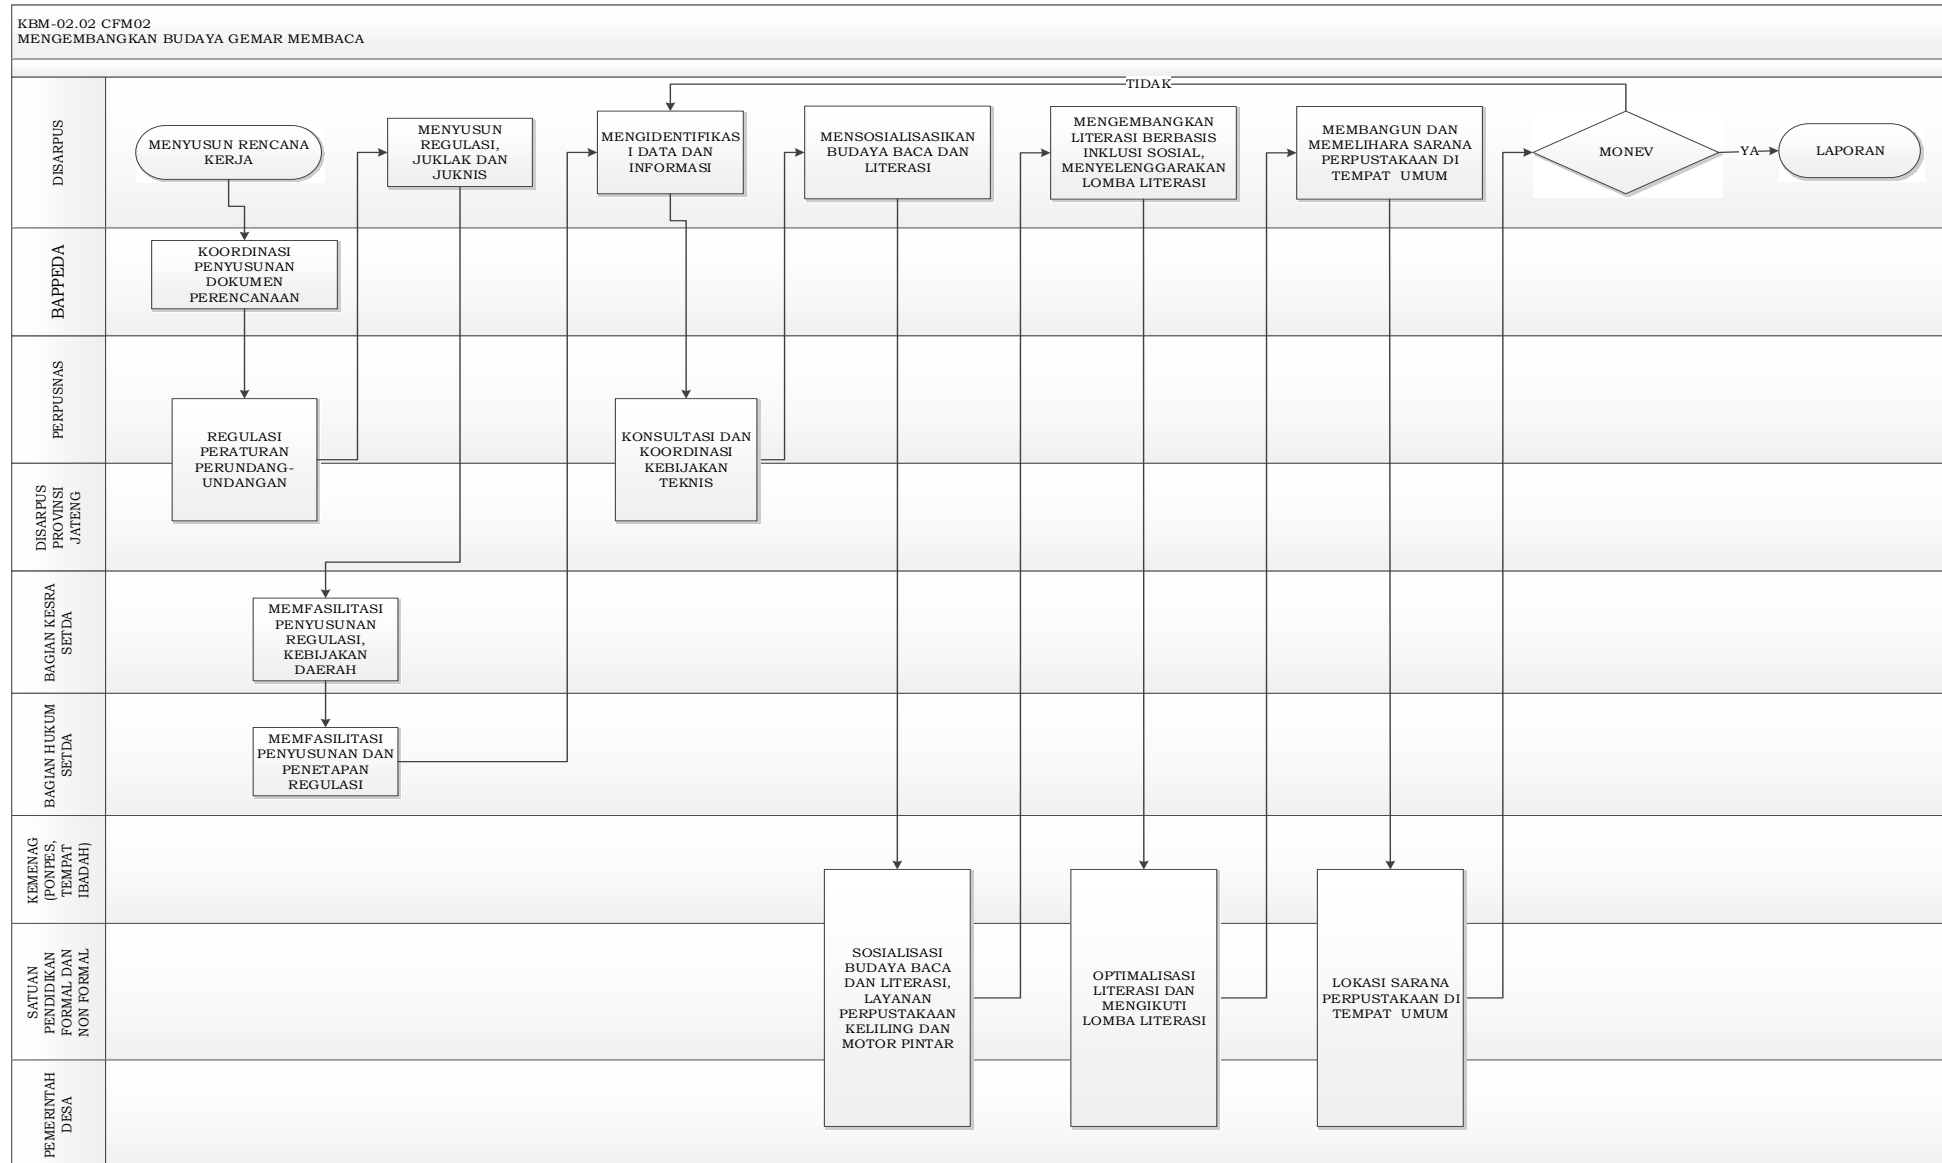 KBM-02.02 CFM02
MENGEMBANGKAN BUDAYA GEMAR MEMBACA
DISARPUS
MENYUSUN RENCANA
KERJA
MENYUSUN
REGULASI,
JUKLAK DAN
JUKNIS
MENGIDENTIFIKAS
I DATA DAN
INFORMASI
MENSOSIALISASIKAN
BUDAYA BACA DAN
LITERASI
MENGEMBANGKAN
LITERASI BERBASIS
INKLUSI SOSIAL,
MENYELENGGARAKAN
LOMBA LITERASI
MEMBANGUN DAN
MEMELIHARA SARANA
PERPUSTAKAAN DI
TEMPAT UMUM
TIDAK
MONEV
YA
LAPORAN
BAPPEDA
KOORDINASI
PENYUSUNAN
DOKUMEN
PERENCANAAN
PERPUSNAS
REGULASI
PERATURAN
PERUNDANG-
UNDANGAN
KONSULTASI DAN
KOORDINASI
KEBIJAKAN
TEKNIS
DISARPUS
PROVINSI
JATENG
BAGIAN KESRA
SETDA
MEMFASILITASI
PENYUSUNAN
REGULASI,
KEBIJAKAN
DAERAH
BAGIAN HUKUM
SETDA
MEMFASILITASI
PENYUSUNAN DAN
PENETAPAN
REGULASI
KEMENAG
(PONPES,
TEMPAT
IBADAH)
SATUAN
PENDIDIKAN
FORMAL DAN
NON FORMAL
SOSIALISASI
BUDAYA BACA
DAN LITERASI,
LAYANAN
PERPUSTAKAAN
KELILING DAN
MOTOR PINTAR
OPTIMALISASI
LITERASI DAN
MENGIKUTI
LOMBA LITERASI
LOKASI SARANA
PERPUSTAKAAN DI
TEMPAT UMUM
PEMERINTAH
DESA